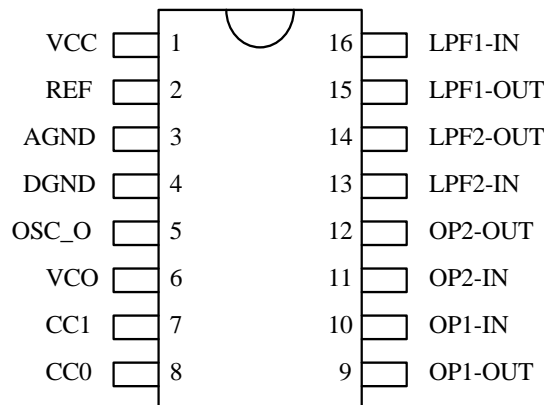 VCC 1 16 LPF1-IN
REF 2 15 LPF1-OUT
AGND 3 14 LPF2-OUT
DGND 4 13 LPF2-IN
OSC_O 5 12 OP2-OUT
VCO 6 11 OP2-IN
CC1 7 10 OP1-IN
CC0 8 9 OP1-OUT